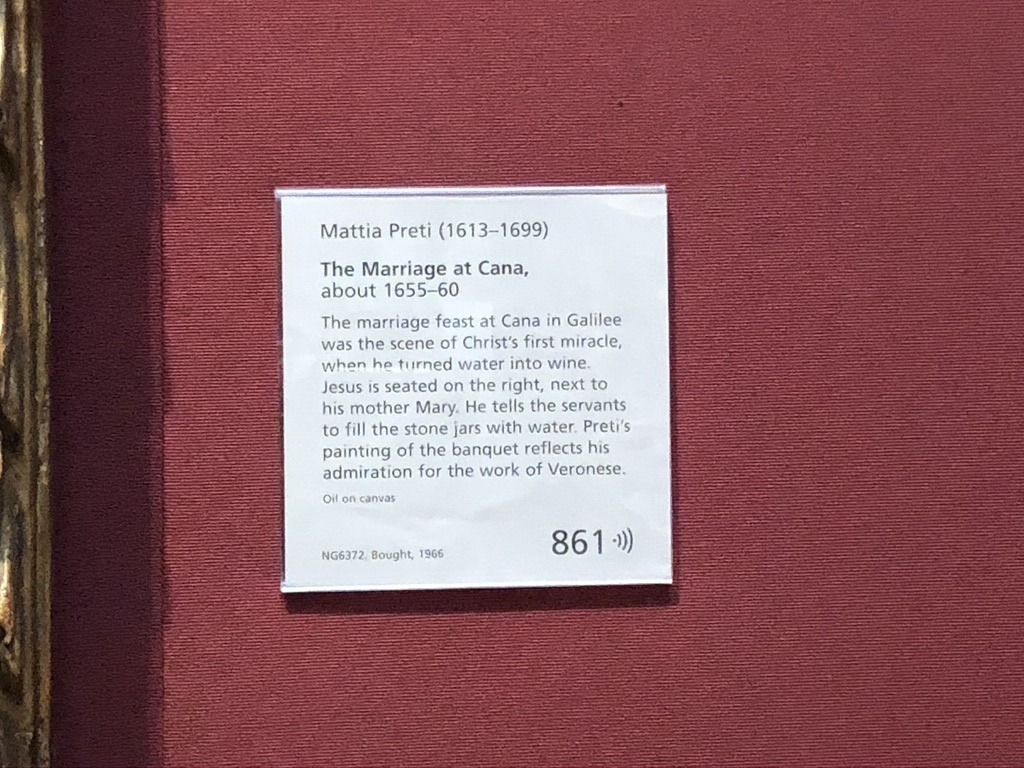 Mattia Preti (1613–1699)
The Marriage at Cana,
about 1655–60
The marriage feast at Cana in Galilee
was the scene of Christ's first miracle,
when he turned water into wine.
Jesus is seated on the right, next to
his mother Mary. He tells the servants
to fill the stone jars with water. Preti's
painting of the banquet reflects his
admiration for the work of Veronese.
Oil on canvas
NG6372. Bought, 1966
861